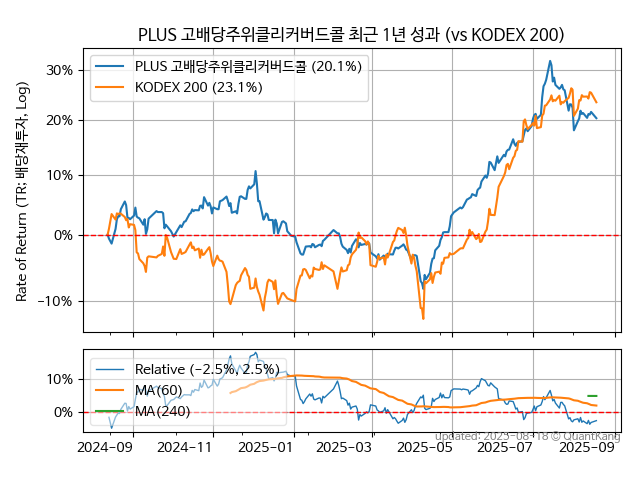 PLUS 고배당주위클리커버드콜 최근 1년 성과 (vs KODEX 200)
Rate of Return (TR: 배당재투자, Log)
30%
20%
10%
0%
−10%
PLUS 고배당주위클리커버드콜 (20.1%)
KODEX 200 (23.1%)
10%
0%
Relative (−2.5%, 2.5%)
MA(60)
MA(240)
2024−09
2024−11
2025−01
2025−03
2025−05
2025−07
2025−09
updated: 2025−08−18 © QuantKang